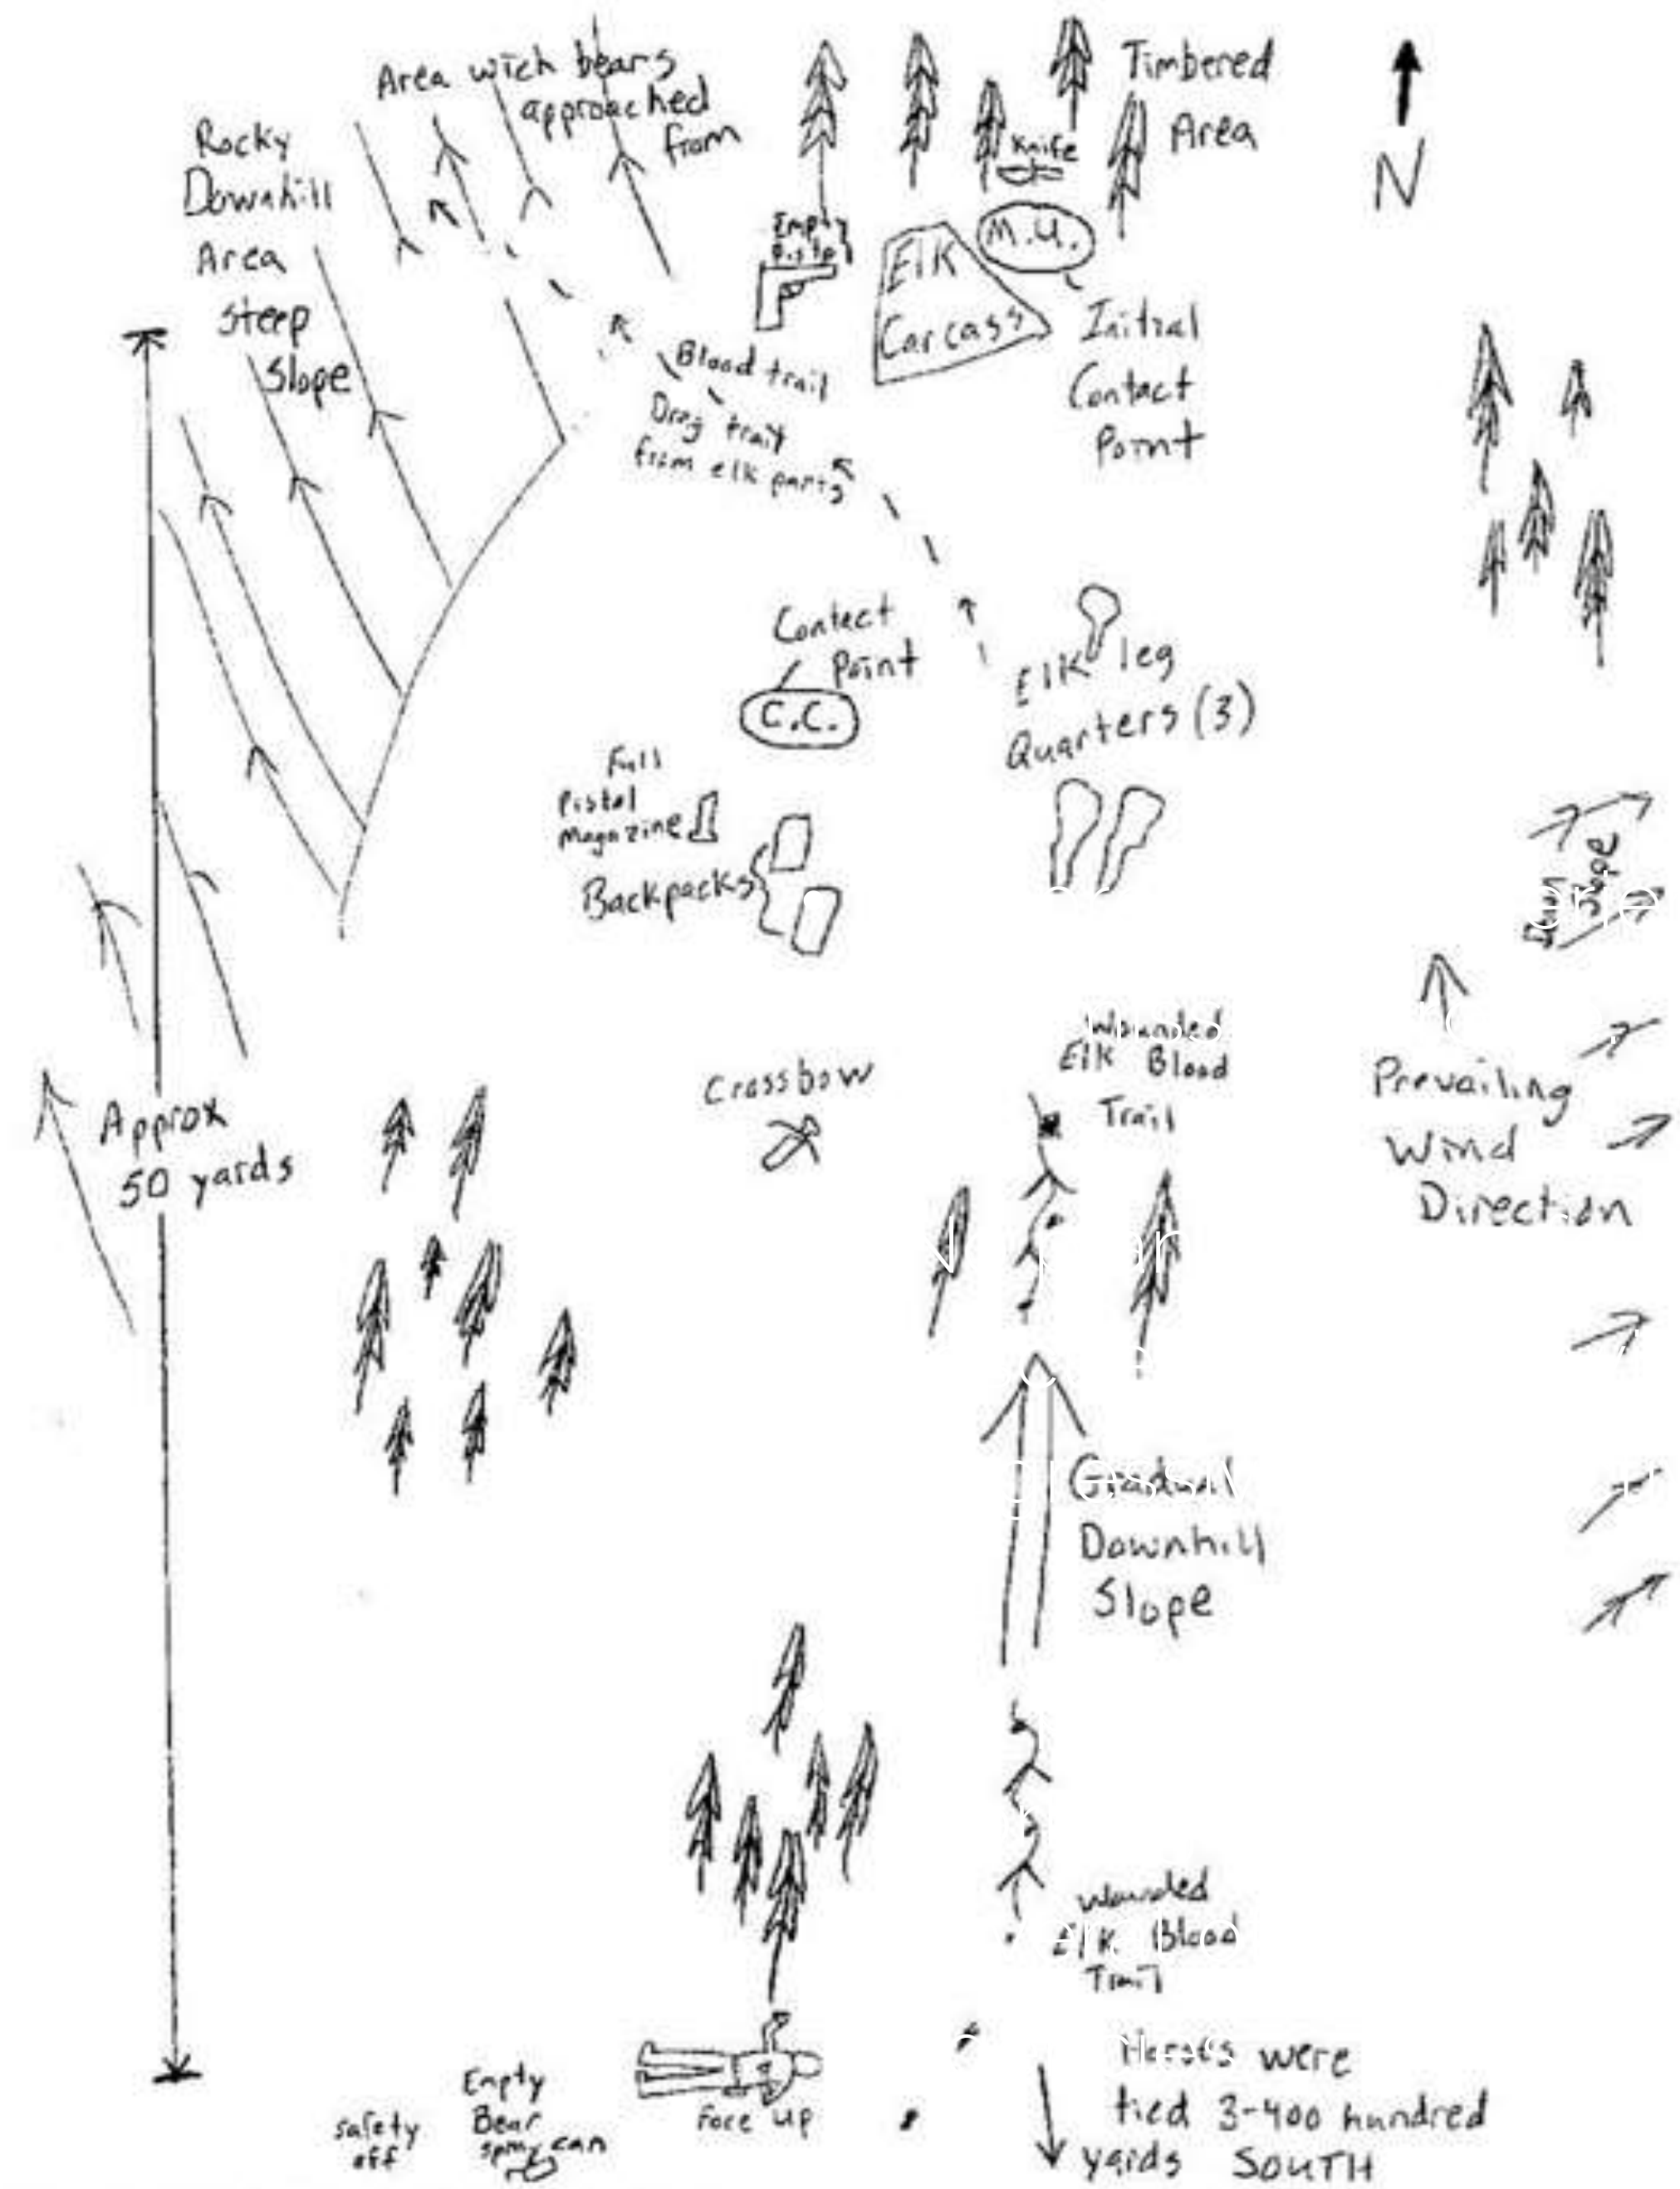 Area wich bears
approached
from
Timbered
Area
N
Rocky
Downhill
Area
steep
Slope
Knife
M.U.
Empty
Pistol
Elk
Carcass
Initial
Contact
Point
Blood trail
Drag trail
from elk parts
Contact
Point
C.C.
Elk leg
Quarters (3)
Full
Pistol
Magazine
Backpacks
Down
Slope
Wounded
Elk Blood
Trail
Crossbow
Prevailing
Wind
Direction
Approx
50 yards
Gradual
Downhill
Slope
Wounded
Elk Blood
Trail
Horses were
tied 3-400 hundred
yards SOUTH
Face up
Empty
Bear
spray can
safety
off